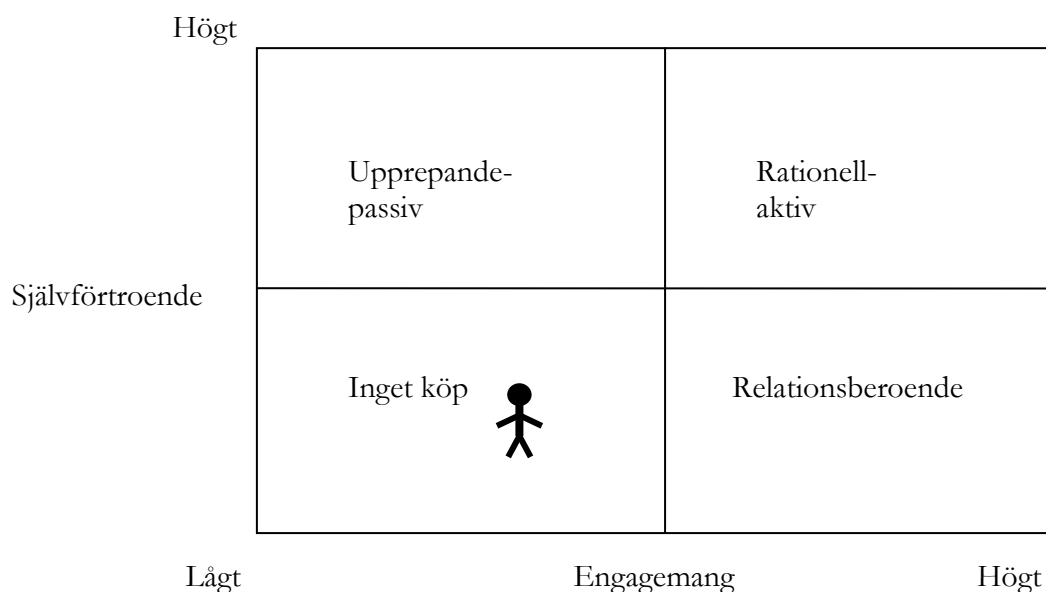 Högt
Upprepande-
passiv
Rationell-
aktiv
Självförtroende
Inget köp
Relationsberoende
Lågt
Engagemang
Högt